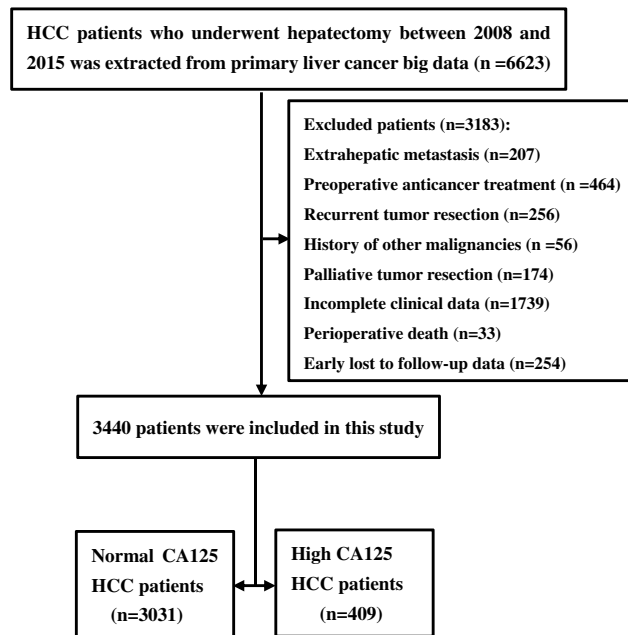 HCC patients who underwent hepatectomy between 2008 and
2015 was extracted from primary liver cancer big data (n =6623)
Excluded patients (n=3183):
Extrahepatic metastasis (n=207)
Preoperative anticancer treatment (n =464)
Recurrent tumor resection (n=256)
History of other malignancies (n =56)
Palliative tumor resection (n=174)
Incomplete clinical data (n=1739)
Perioperative death (n=33)
Early lost to follow-up data (n=254)
3440 patients were included in this study
Normal CA125
HCC patients
(n=3031)
High CA125
HCC patients
(n=409)